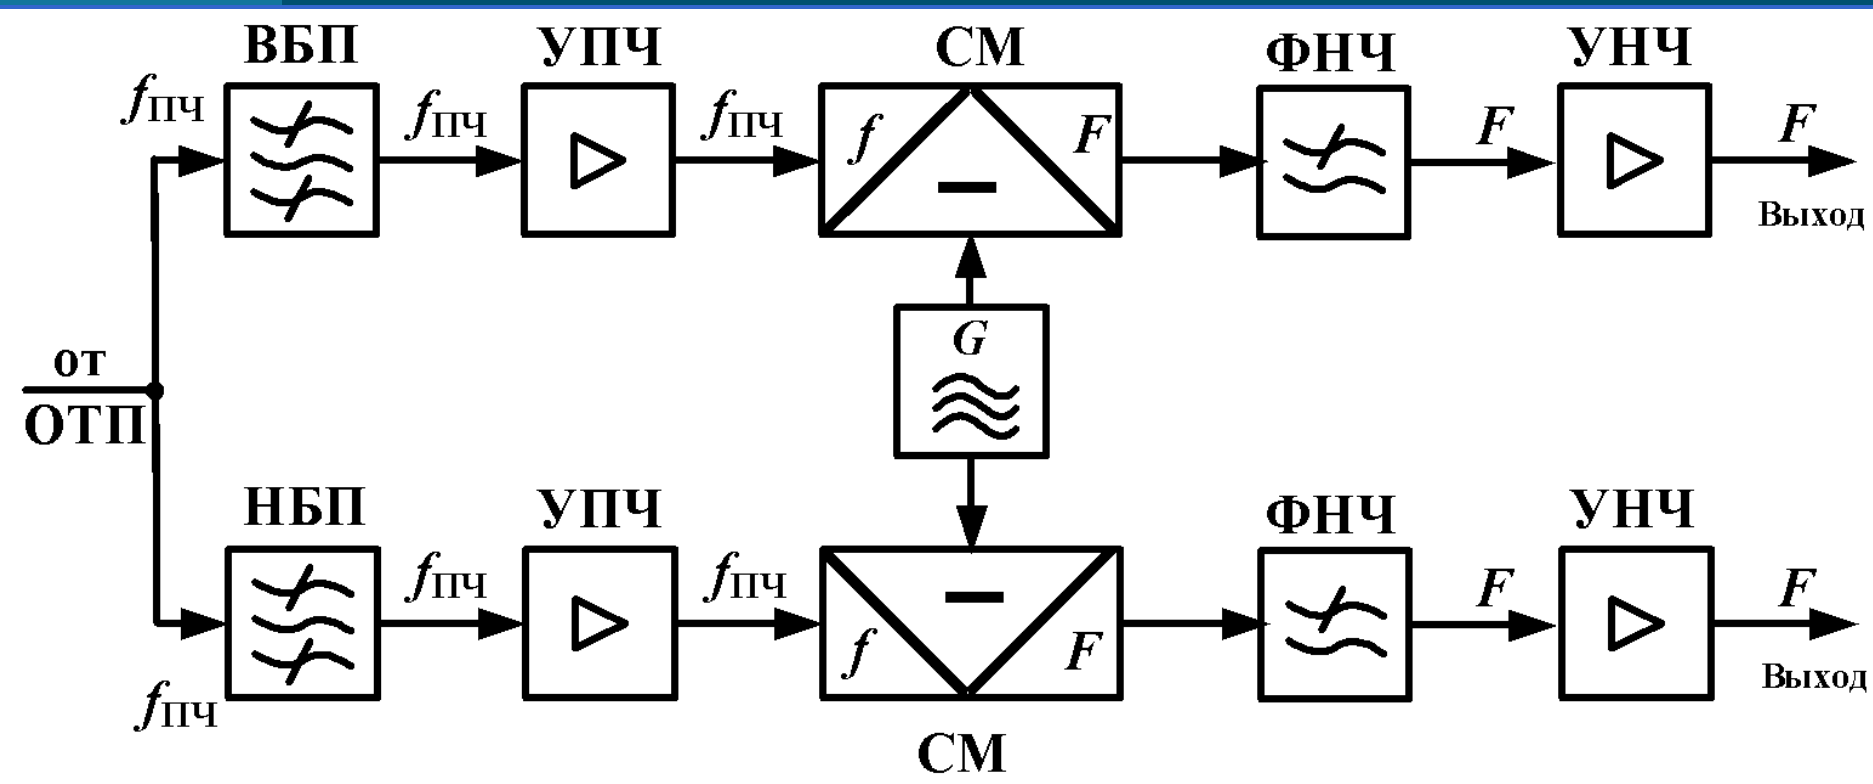 ВБП
УПЧ
СМ
ФНЧ
УНЧ
fПЧ
fПЧ
fПЧ
f
F
F
F
Выход
G
от
ОТП
НБП
УПЧ
ФНЧ
УНЧ
fПЧ
fПЧ
fПЧ
f
F
F
F
Выход
СМ